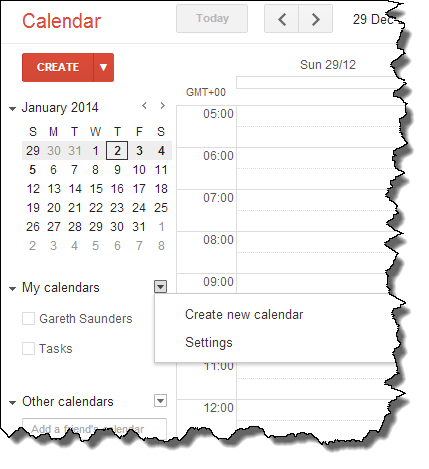 Calendar
Today
29 Dec
CREATE
Sun 29/12
GMT+00
January 2014
S M T W T F S
29 30 31 1 2 3 4
5 6 7 8 9 10 11
12 13 14 15 16 17 18
19 20 21 22 23 24 25
26 27 28 29 30 31 1
2 3 4 5 6 7 8
05:00
06:00
07:00
08:00
09:00
My calendars
Create new calendar
Gareth Saunders
Settings
Tasks
11:00
12:00
Other calendars
Add a friend's calendar